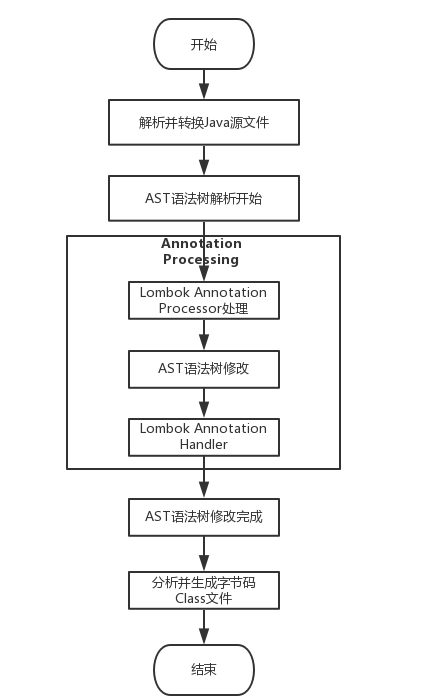 开始
解析并转换Java源文件
AST语法树解析开始
Annotation
Processing
Lombok Annotation
Processor处理
AST语法树修改
Lombok Annotation
Handler
AST语法树修改完成
分析并生成字节码
Class文件
结束